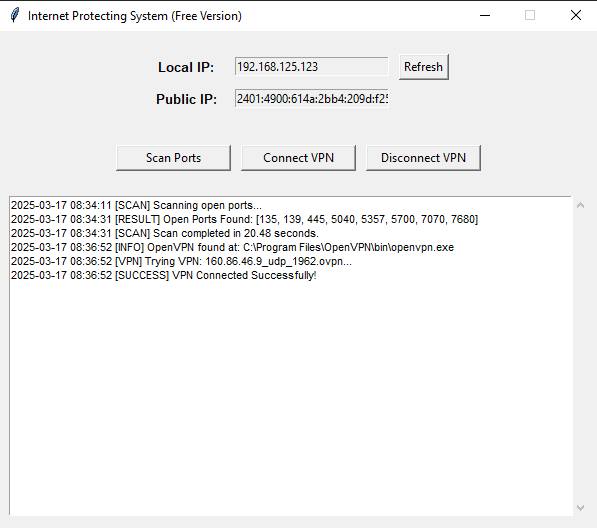 Internet Protecting System (Free Version)
Local IP: 192.168.125.123 Refresh
Public IP: 2401:4900:614a:2bb4:209d:f25
Scan Ports Connect VPN Disconnect VPN
2025-03-17 08:34:11 [SCAN] Scanning open ports...
2025-03-17 08:34:31 [RESULT] Open Ports Found: [135, 139, 445, 5040, 5357, 5700, 7070, 7680]
2025-03-17 08:34:31 [SCAN] Scan completed in 20.48 seconds.
2025-03-17 08:36:52 [INFO] OpenVPN found at: C:\Program Files\OpenVPN\bin\openvpn.exe
2025-03-17 08:36:52 [VPN] Trying VPN: 160.86.46.9_udp_1962.ovpn...
2025-03-17 08:36:52 [SUCCESS] VPN Connected Successfully!